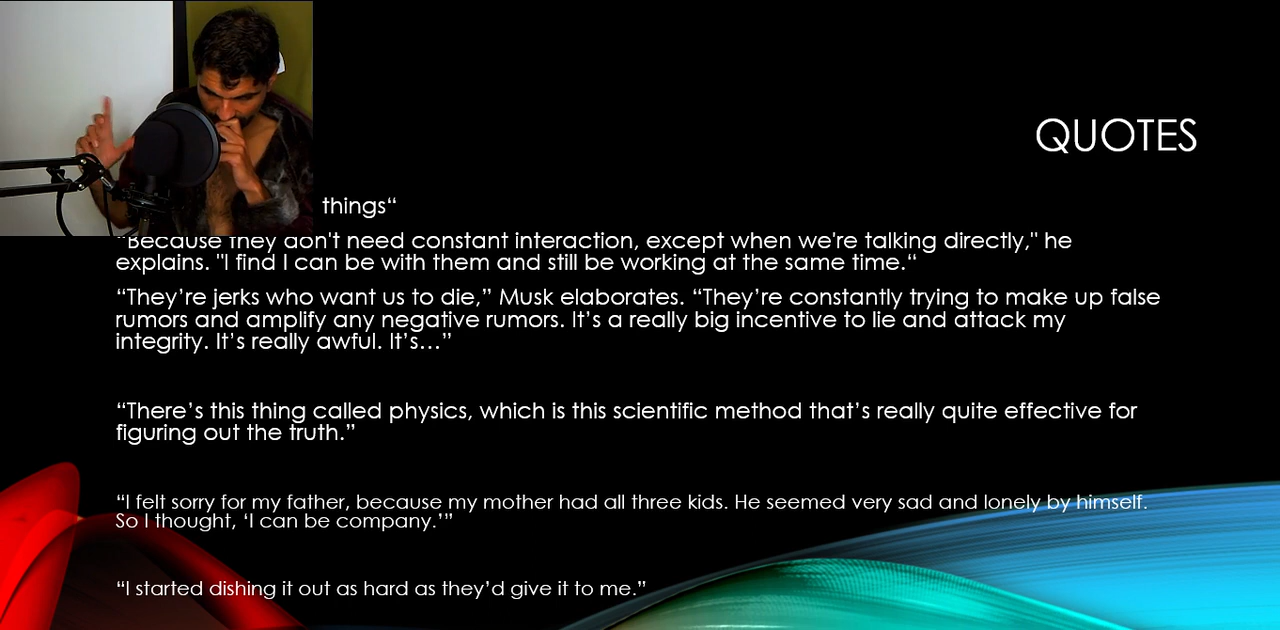 QUOTES
things“
“Because they don't need constant interaction, except when we're talking directly," he
explains. "I find I can be with them and still be working at the same time.“
“They’re jerks who want us to die,” Musk elaborates. “They’re constantly trying to make up false
rumors and amplify any negative rumors. It’s a really big incentive to lie and attack my
integrity. It’s really awful. It’s…”
“There’s this thing called physics, which is this scientific method that’s really quite effective for
figuring out the truth.”
“I felt sorry for my father, because my mother had all three kids. He seemed very sad and lonely by himself.
So I thought, ‘I can be company.’”
“I started dishing it out as hard as they’d give it to me.”